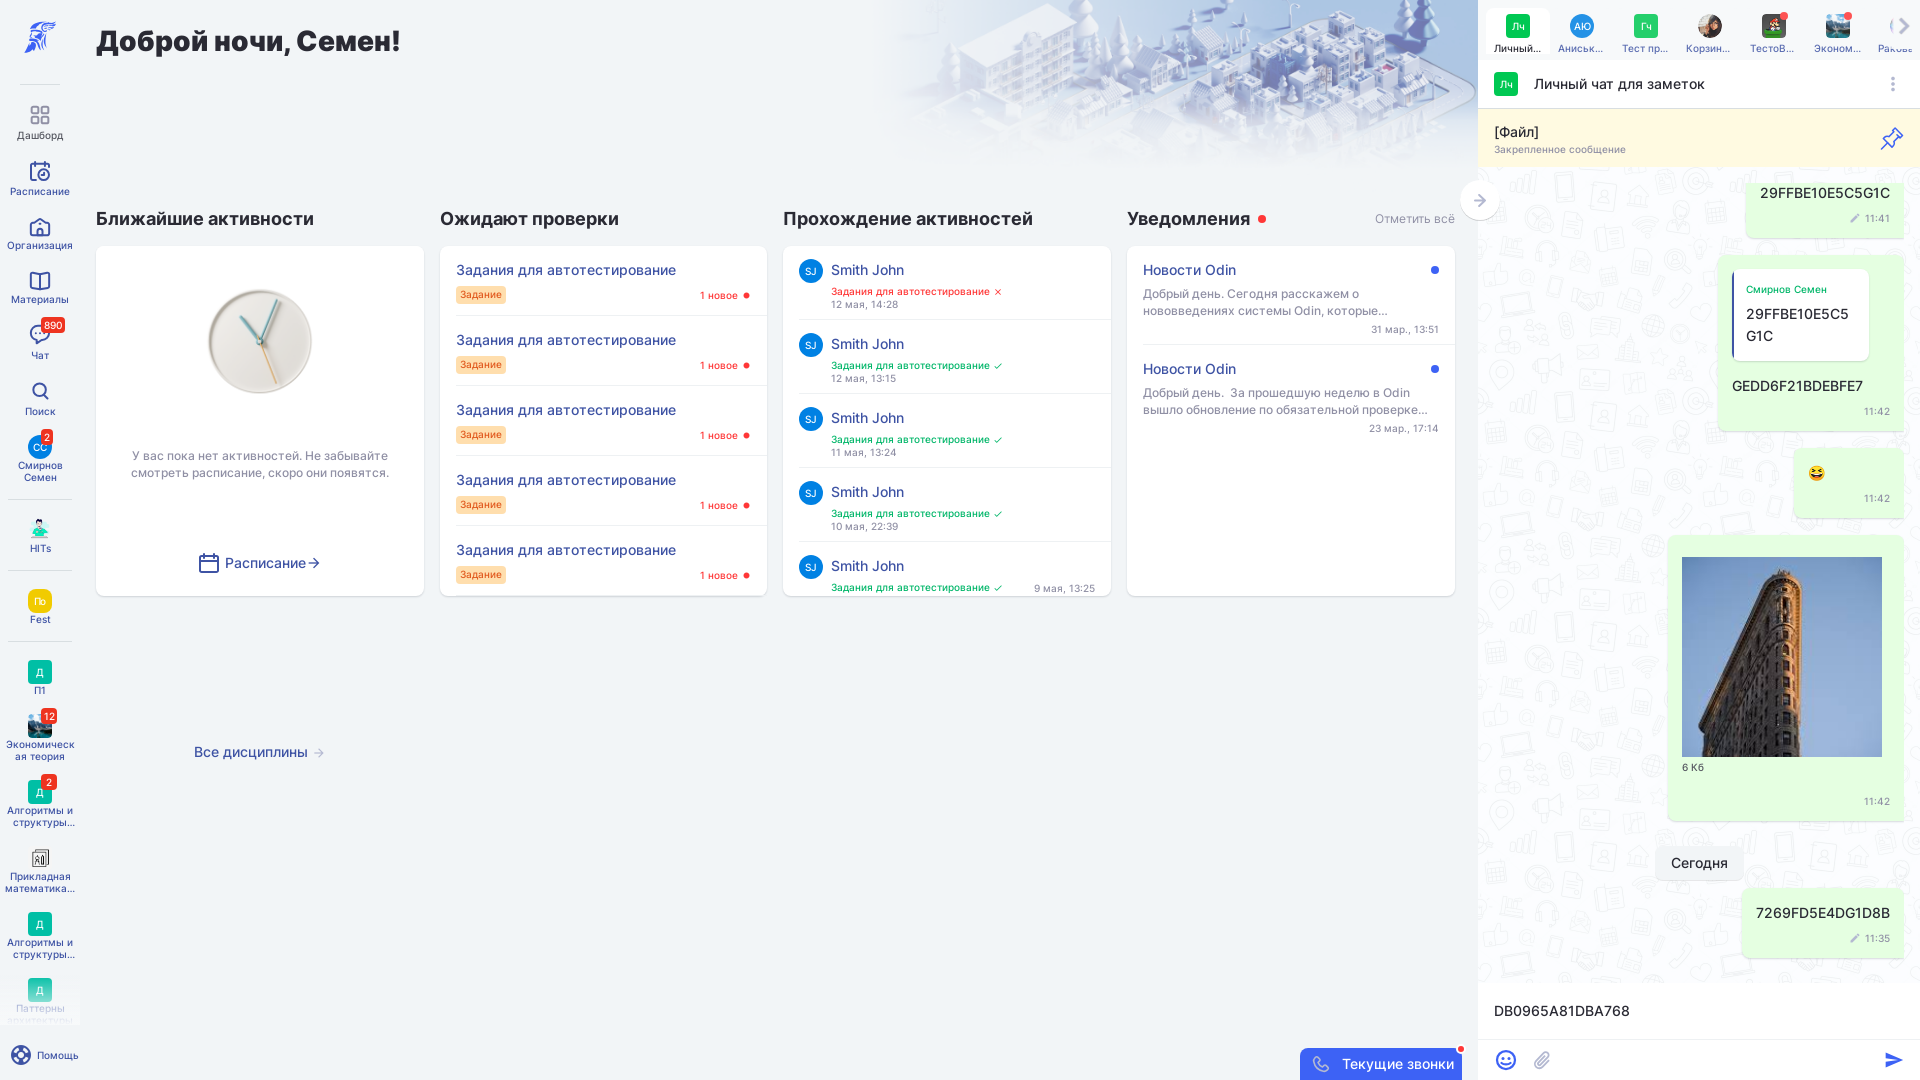 Дашборд
Расписание
Организация
Материалы
890
Чат
Поиск
2
СС
Смирнов
Семен
HITs
По
Fest
Д
П1
12
Экономическ
ая теория
2
Д
Алгоритмы и
структуры...
Прикладная
математика...
Д
Алгоритмы и
структуры...
Д
Паттерны
Помощь
Доброй ночи, Семен!
Ближайшие активности
У вас пока нет активностей. Не забывайте
смотреть расписание, скоро они появятся.
Расписание
Все дисциплины
Ожидают проверки
Задания для автотестирование
Задание
1 новое
Задания для автотестирование
Задание
1 новое
Задания для автотестирование
Задание
1 новое
Задания для автотестирование
Задание
1 новое
Задания для автотестирование
Задание
1 новое
Прохождение активностей
SJ
Smith John
Задания для автотестирование
12 мая, 14:28
SJ
Smith John
Задания для автотестирование
12 мая, 13:15
SJ
Smith John
Задания для автотестирование
11 мая, 13:24
SJ
Smith John
Задания для автотестирование
10 мая, 22:39
SJ
Smith John
Задания для автотестирование
9 мая, 13:25
Уведомления
Отметить всё
Новости Odin
Добрый день. Сегодня расскажем о
нововведениях системы Odin, которые...
31 мар., 13:51
Новости Odin
Добрый день.  За прошедшую неделю в Odin
вышло обновление по обязательной проверке...
23 мар., 17:14
Текущие звонки
Лч
Личный...
АЮ
Аниськ...
Гч
Тест пр...
Корзин...
ТестоВ...
Эконом...
Лч
Личный чат для заметок
[Файл]
Закрепленное сообщение
29FFBE10E5C5G1C
11:41
Смирнов Семен
29FFBE10E5C5
G1C
GEDD6F21BDEBFE7
11:42
11:42
6 Кб
11:42
Сегодня
7269FD5E4DG1D8B
11:35
DB0965A81DBA768